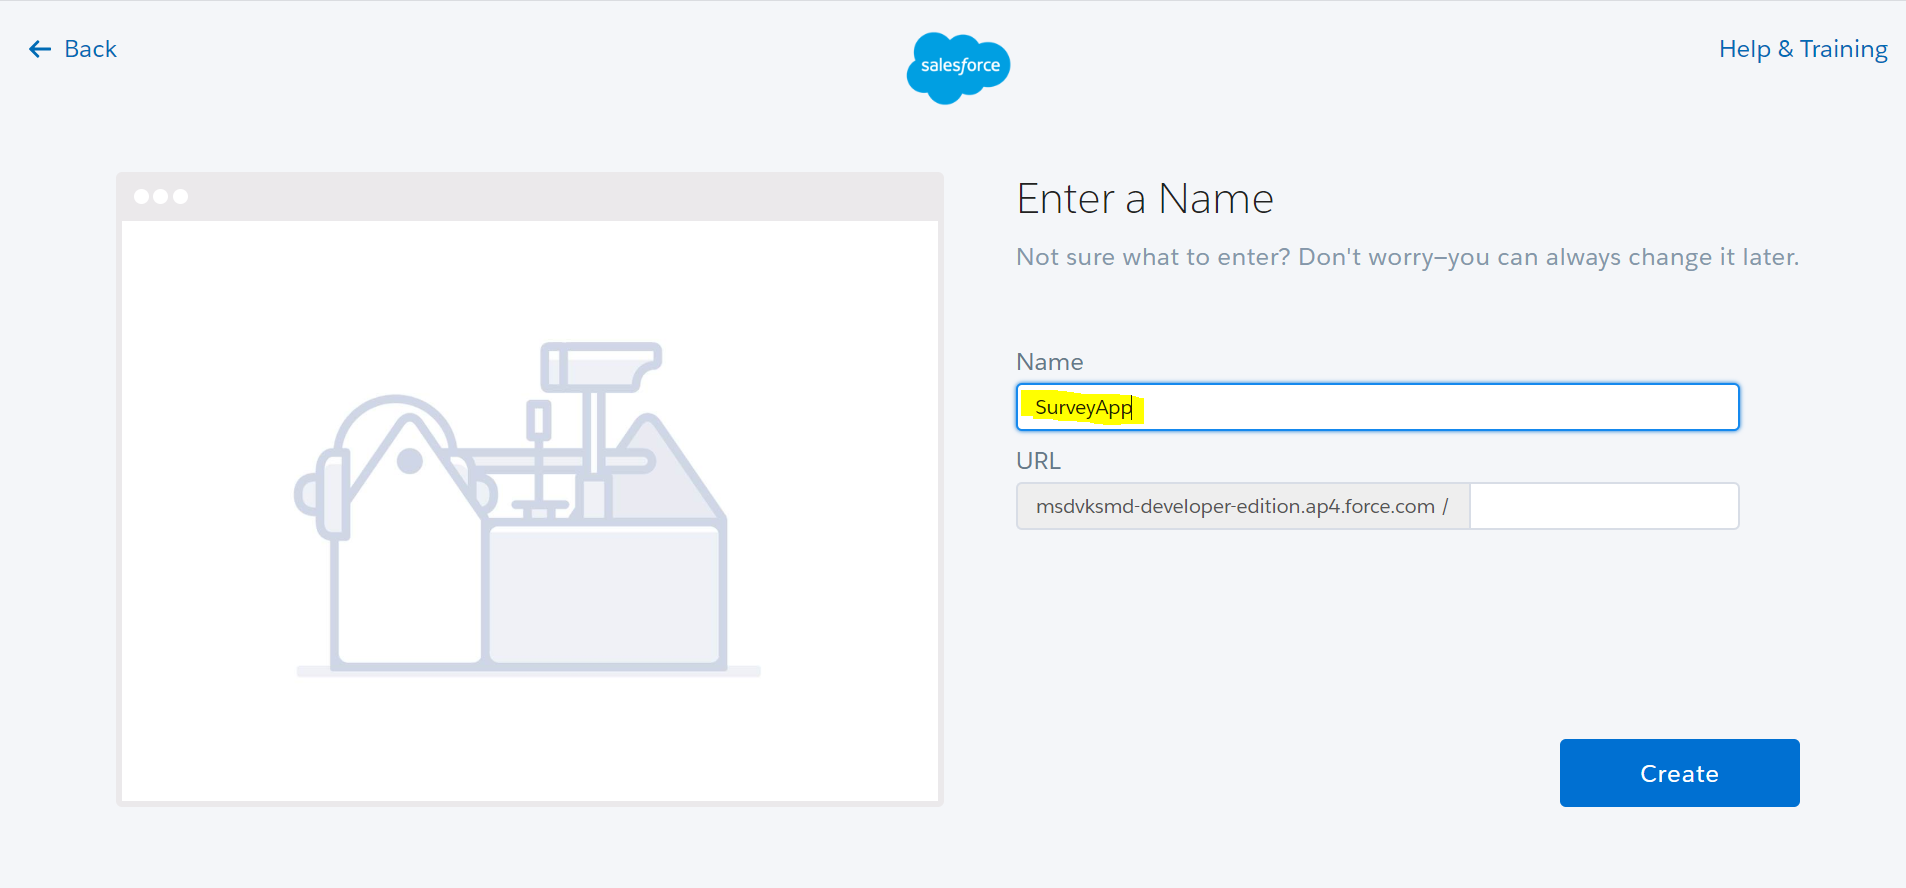 Back
salesforce
Help & Training
Enter a Name
Not sure what to enter? Don't worry—you can always change it later.
Name
SurveyApp
URL
msdvksmd-developer-edition.ap4.force.com /
Create